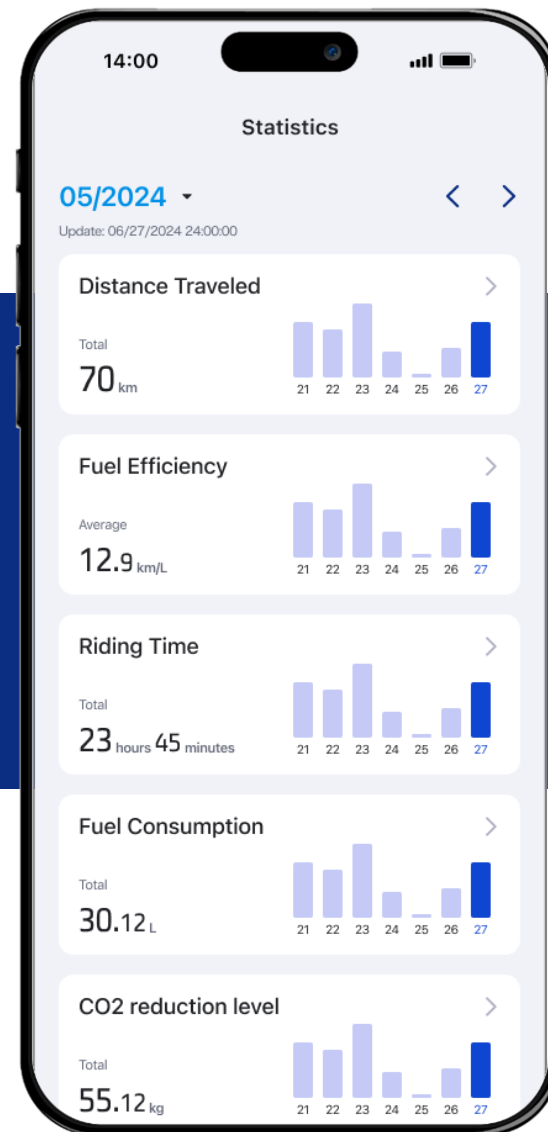 14:00
Statistics
05/2024
Update: 06/27/2024 24:00:00
Distance Traveled
Total
70 km
21 22 23 24 25 26 27
Fuel Efficiency
Average
12.9 km/L
21 22 23 24 25 26 27
Riding Time
Total
23 hours 45 minutes
21 22 23 24 25 26 27
Fuel Consumption
Total
30.12 L
21 22 23 24 25 26 27
CO2 reduction level
Total
55.12 kg
21 22 23 24 25 26 27